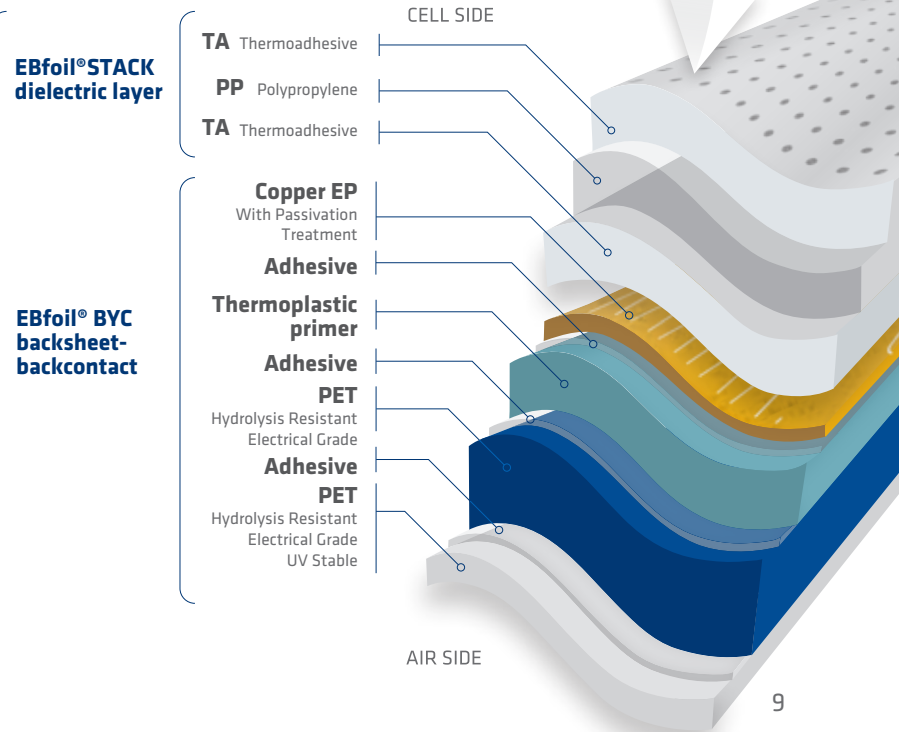 CELL SIDE
EBfoil®STACK
dielectric layer
TA Thermoadhesive
PP Polypropylene
TA Thermoadhesive
EBfoil® BYC
backsheet-
backcontact
Copper EP
With Passivation
Treatment
Adhesive
Thermoplastic
primer
Adhesive
PET
Hydrolysis Resistant
Electrical Grade
Adhesive
PET
Hydrolysis Resistant
Electrical Grade
UV Stable
AIR SIDE
9